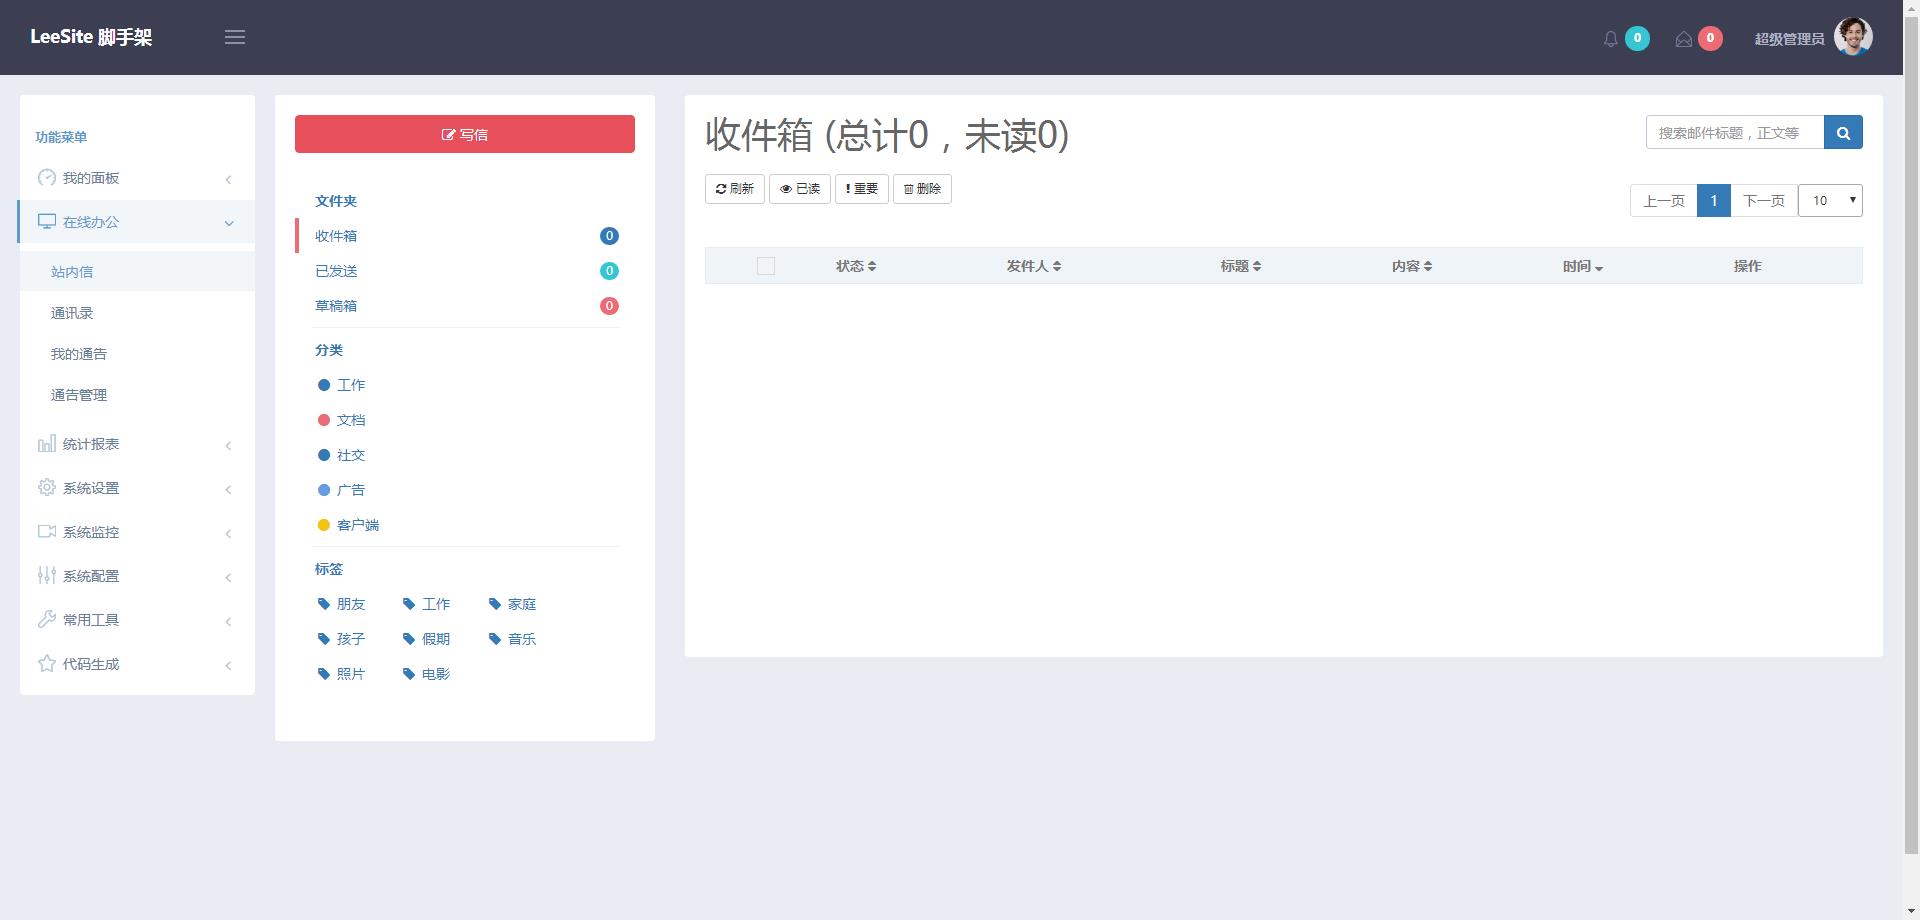 LeeSite 脚手架
0
0
超级管理员
功能菜单
我的面板
在线办公
站内信
通讯录
我的通告
通告管理
统计报表
系统设置
系统监控
系统配置
常用工具
代码生成
写信
文件夹
收件箱 0
已发送 0
草稿箱 0
分类
工作
文档
社交
广告
客户端
标签
朋友 工作 家庭
孩子 假期 音乐
照片 电影
收件箱 (总计0，未读0)
搜索邮件标题，正文等
刷新 已读 重要 删除
上一页 1 下一页 10
状态 发件人 标题 内容 时间 操作